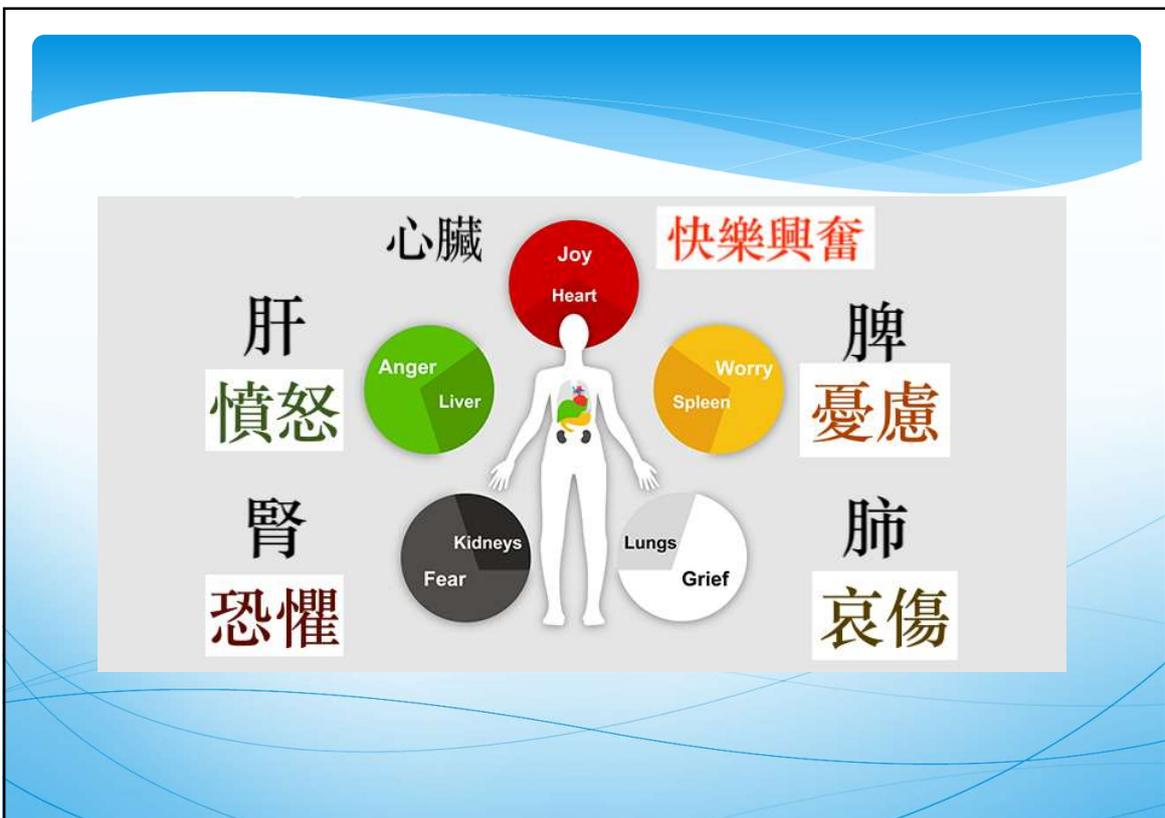 心臟
Joy
Heart
快樂興奮
肝
憤怒
Anger
Liver
Worry
Spleen
脾
憂慮
腎
恐懼
Kidneys
Fear
Lungs
Grief
肺
哀傷